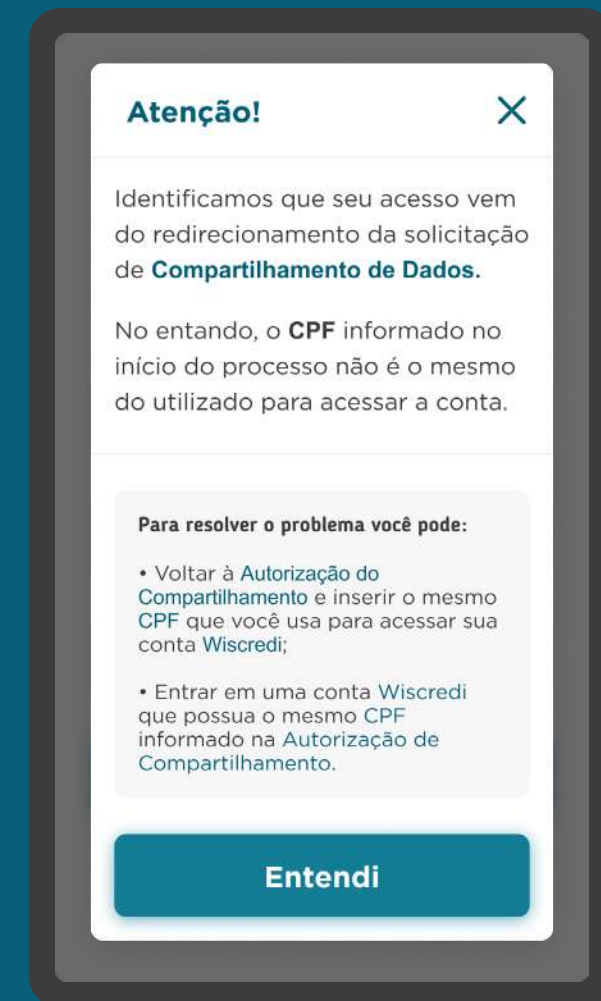 Atenção!
Identificamos que seu acesso vem
do redirecionamento da solicitação
de Compartilhamento de Dados.
No entando, o CPF informado no
início do processo não é o mesmo
do utilizado para acessar a conta.
Para resolver o problema você pode:
• Voltar à Autorização do
Compartilhamento e inserir o mesmo
CPF que você usa para acessar sua
conta Wiscredi;
• Entrar em uma conta Wiscredi
que possua o mesmo CPF
informado na Autorização de
Compartilhamento.
Entendi